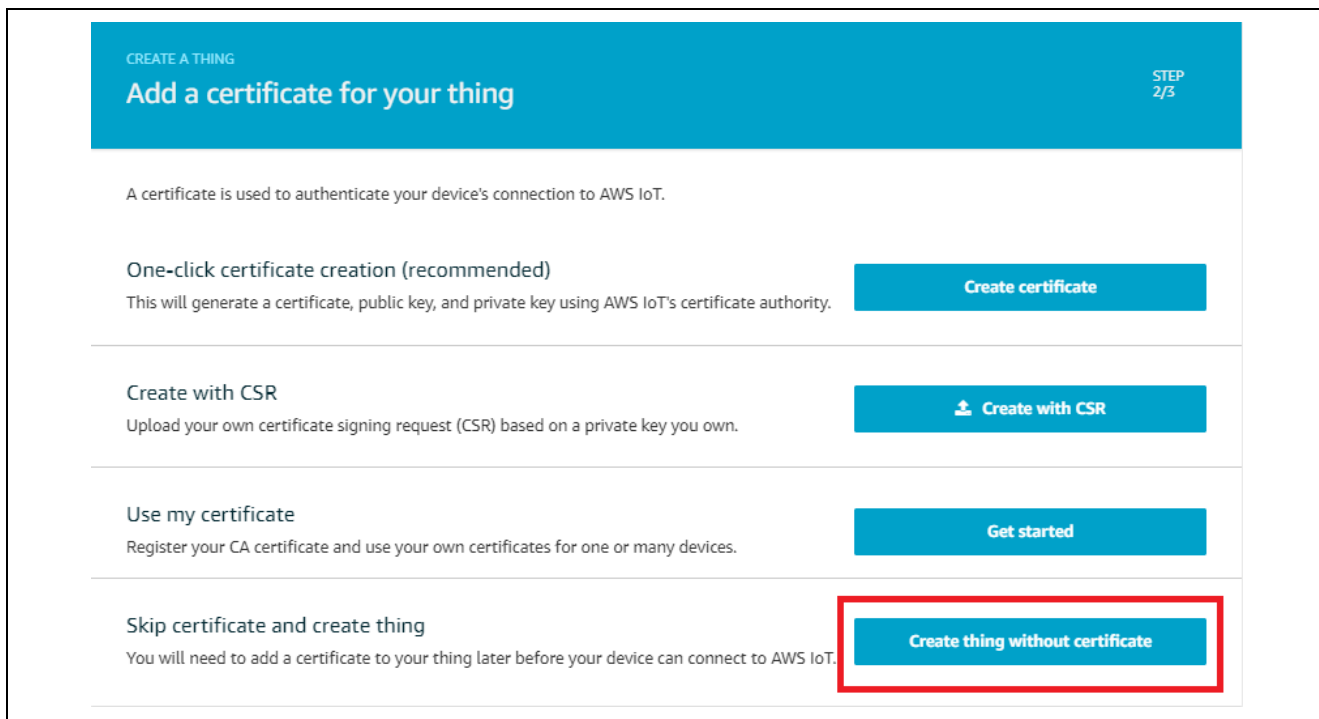 CREATE A THING
Add a certificate for your thing
STEP
2/3
A certificate is used to authenticate your device's connection to AWS IoT.
One-click certificate creation (recommended)
This will generate a certificate, public key, and private key using AWS IoT's certificate authority.
Create certificate
Create with CSR
Upload your own certificate signing request (CSR) based on a private key you own.
Create with CSR
Use my certificate
Register your CA certificate and use your own certificates for one or many devices.
Get started
Skip certificate and create thing
You will need to add a certificate to your thing later before your device can connect to AWS IoT.
Create thing without certificate